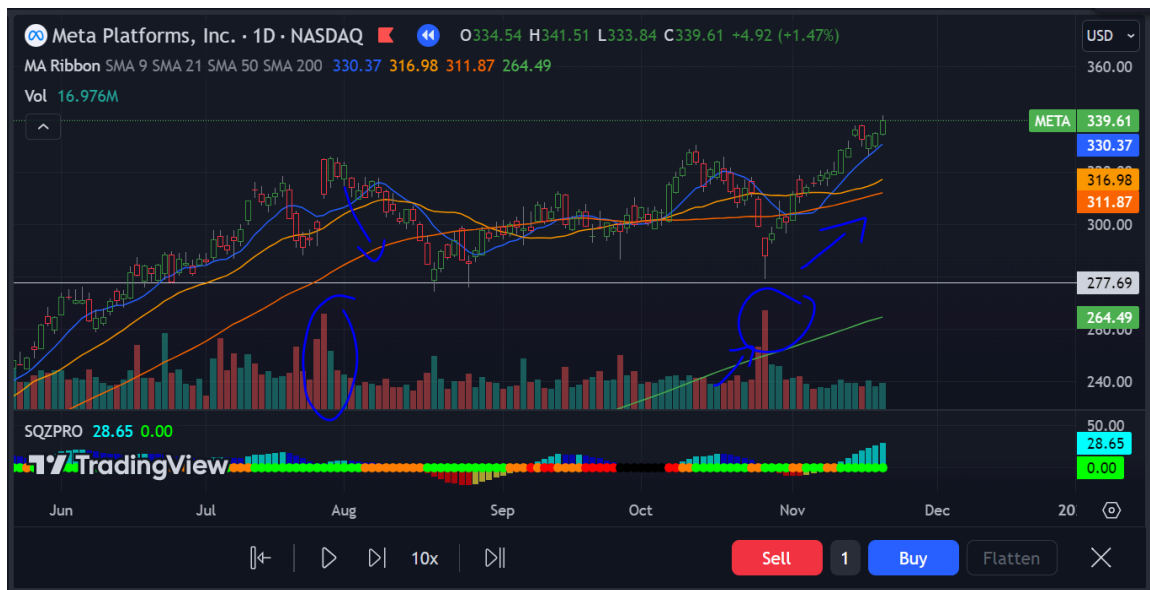 Meta Platforms, Inc. · 1D · NASDAQ O334.54 H341.51 L333.84 C339.61 +4.92 (+1.47%)
USD
MA Ribbon SMA 9 SMA 21 SMA 50 SMA 200 330.37 316.98 311.87 264.49
360.00
Vol 16.976M
META 339.61
330.37
316.98
311.87
300.00
277.69
264.49
260.00
240.00
SQZPRO 28.65 0.00
50.00
28.65
TradingView
0.00
Jun Jul Aug Sep Oct Nov Dec 20
10x Sell 1 Buy Flatten